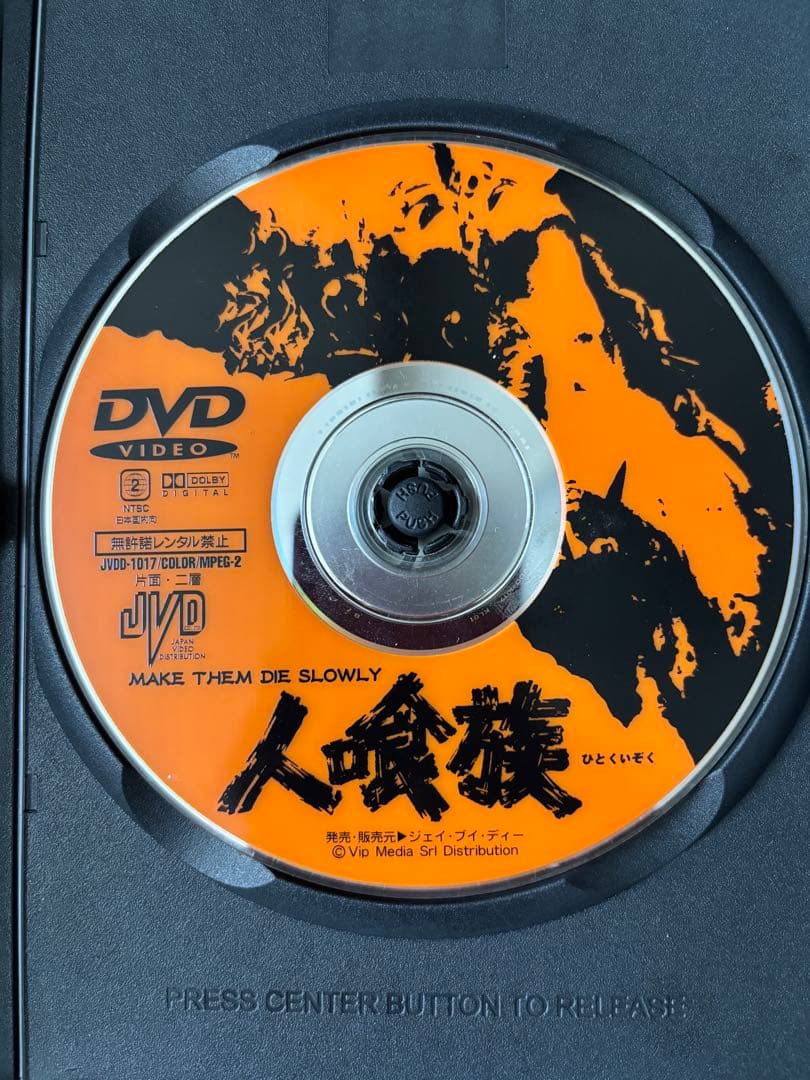 DVD
VIDEO
TM
2
DOLBY
DIGITAL
NTSC
日本国内向
無許諾レンタル禁止
JVDD-1017/COLOR/MPEG-2
片面・二層
JVD
JAPAN
VIDEO
DISTRIBUTION
PUSH
PUSH
MAKE THEM DIE SLOWLY
人喰族
ひとくいぞく
発売・販売元▶ジェイ・ブイ・ディー
©Vip Media Srl Distribution
PRESS CENTER BUTTON TO RELEASE